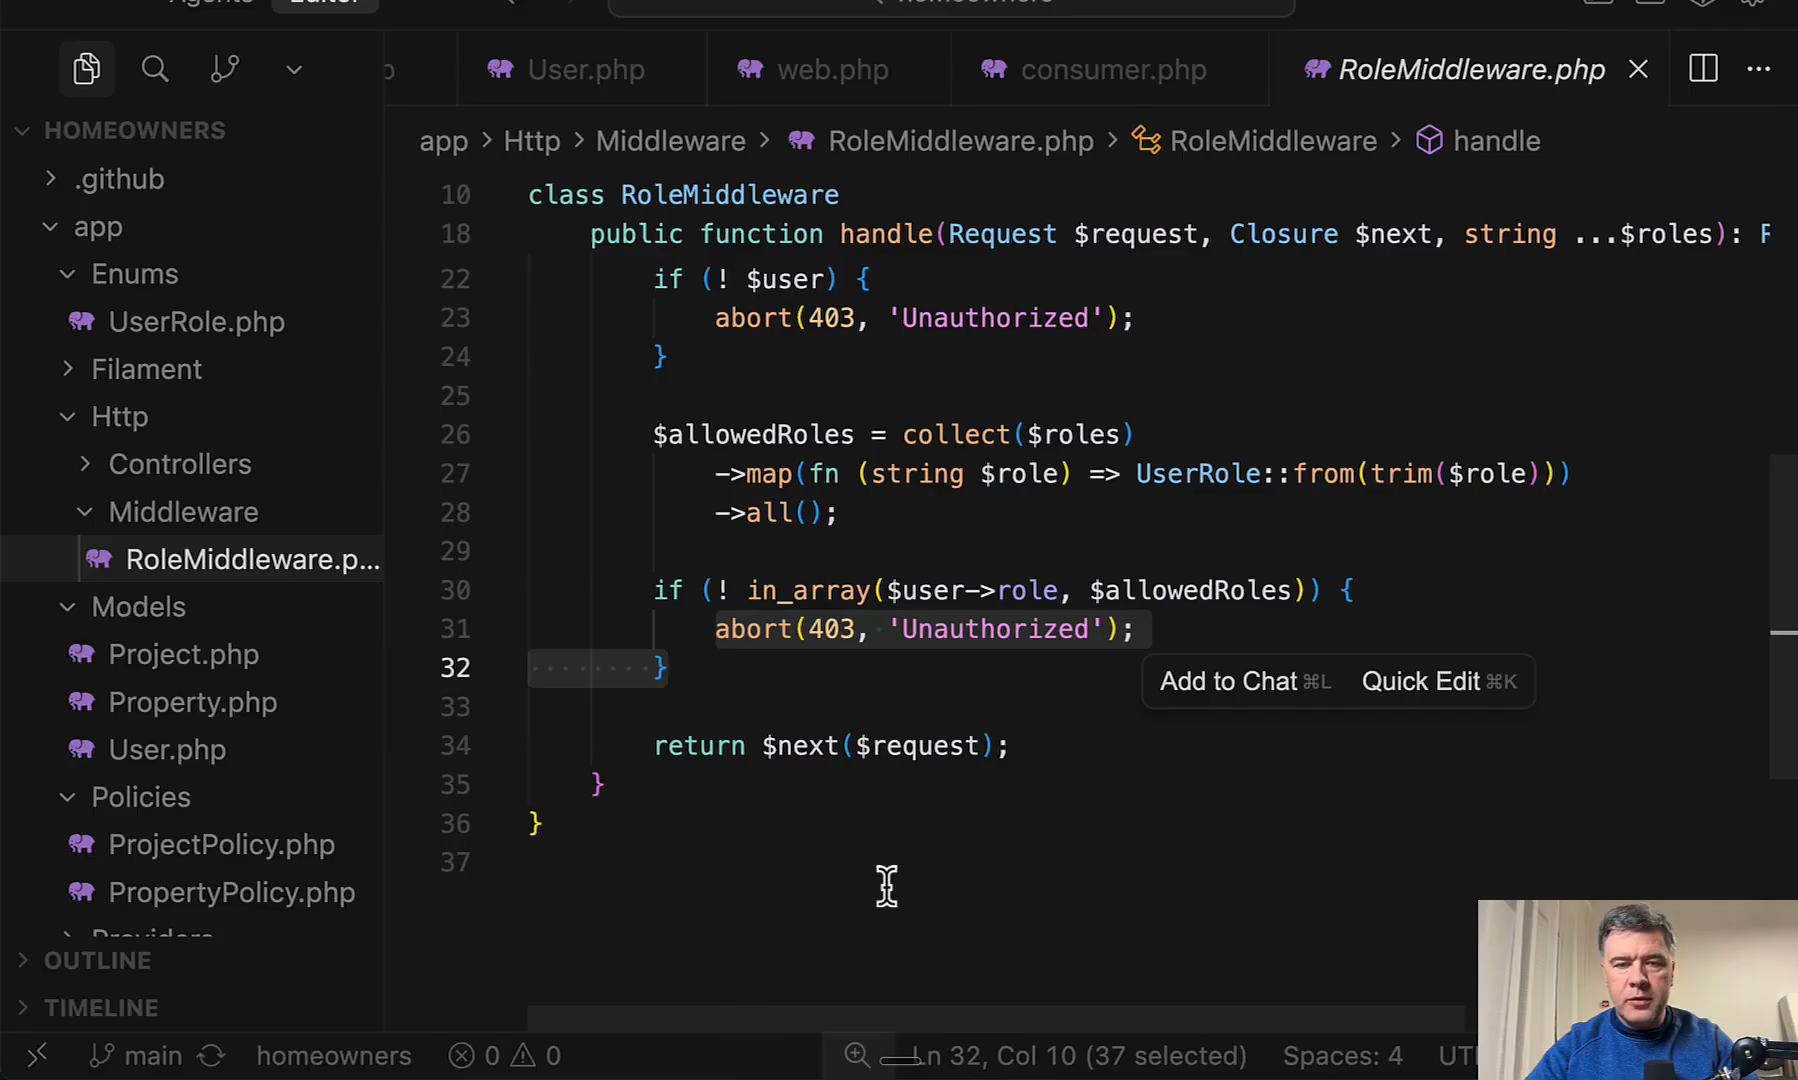 Agents Editor homeowners
User.php web.php consumer.php RoleMiddleware.php
HOMEOWNERS
.github
app
Enums
UserRole.php
Filament
Http
Controllers
Middleware
RoleMiddleware.p...
Models
Project.php
Property.php
User.php
Policies
ProjectPolicy.php
PropertyPolicy.php
Providers
OUTLINE
TIMELINE
app > Http > Middleware > RoleMiddleware.php > RoleMiddleware > handle
10 class RoleMiddleware
18 public function handle(Request $request, Closure $next, string ...$roles): R
22 if (! $user) {
23 abort(403, 'Unauthorized');
24 }
25
26 $allowedRoles = collect($roles)
27 ->map(fn (string $role) => UserRole::from(trim($role)))
28 ->all();
29
30 if (! in_array($user->role, $allowedRoles)) {
31 abort(403, 'Unauthorized');
32 }
Add to Chat ⌘L Quick Edit ⌘K
33
34 return $next($request);
35 }
36 }
37
main homeowners 0 0 Ln 32, Col 10 (37 selected) Spaces: 4